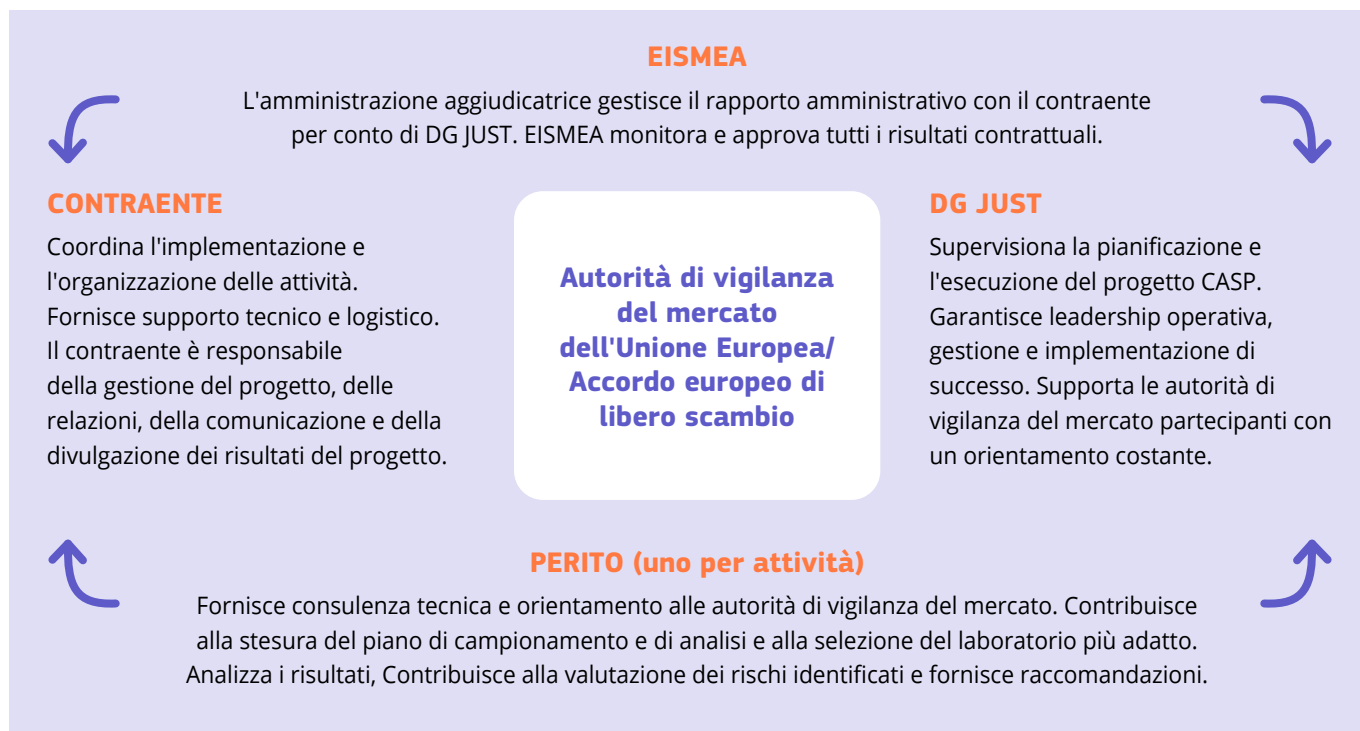 EISMEA
L'amministrazione aggiudicatrice gestisce il rapporto amministrativo con il contraente
per conto di DG JUST. EISMEA monitora e approva tutti i risultati contrattuali.
CONTRAENTE
Coordina l'implementazione e
l'organizzazione delle attività.
Fornisce supporto tecnico e logistico.
Il contraente è responsabile
della gestione del progetto, delle
relazioni, della comunicazione e della
divulgazione dei risultati del progetto.
Autorità di vigilanza
del mercato
dell'Unione Europea/
Accordo europeo di
libero scambio
DG JUST
Supervisiona la pianificazione e
l'esecuzione del progetto CASP.
Garantisce leadership operativa,
gestione e implementazione di
successo. Supporta le autorità di
vigilanza del mercato partecipanti con
un orientamento costante.
PERITO (uno per attività)
Fornisce consulenza tecnica e orientamento alle autorità di vigilanza del mercato. Contribuisce
alla stesura del piano di campionamento e di analisi e alla selezione del laboratorio più adatto.
Analizza i risultati, Contribuisce alla valutazione dei rischi identificati e fornisce raccomandazioni.